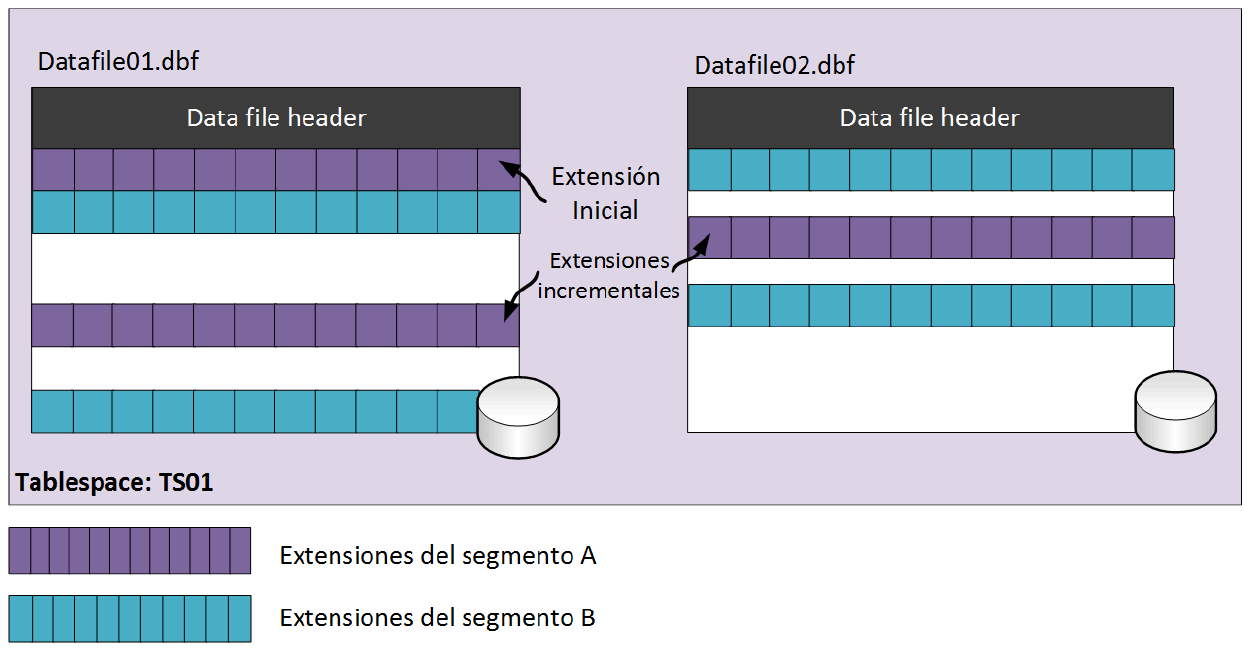 Datafile01.dbf
Datafile02.dbf
Data file header
Data file header
Extensión
Inicial
Extensiones
incrementales
Tablespace: TS01
Extensiones del segmento A
Extensiones del segmento B